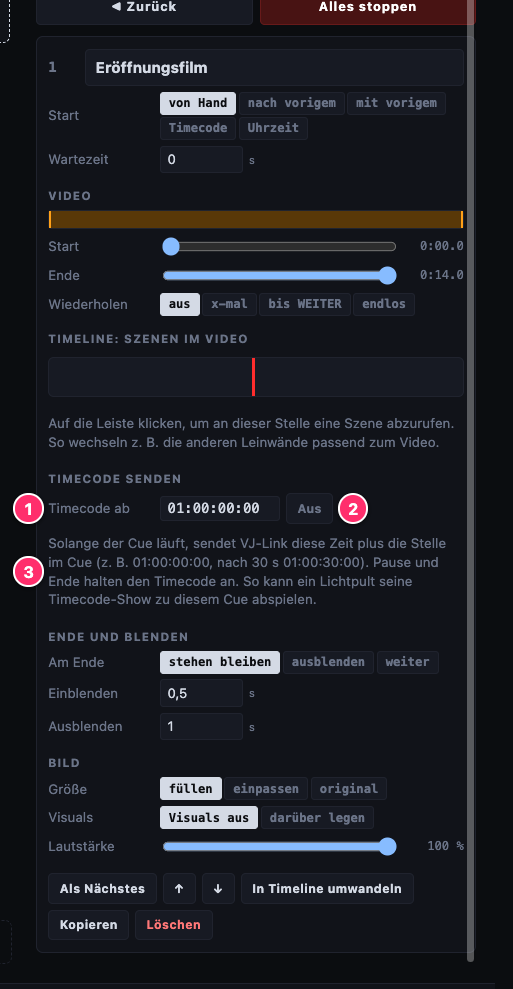 ◀ Zurück
Alles stoppen
1
Eröffnungsfilm
Start
von Hand
nach vorigem
mit vorigem
Timecode
Uhrzeit
Wartezeit
0
s
VIDEO
Start
0:00.0
Ende
0:14.0
Wiederholen
aus
x-mal
bis WEITER
endlos
TIMELINE: SZENEN IM VIDEO
Auf die Leiste klicken, um an dieser Stelle eine Szene abzurufen.
So wechseln z. B. die anderen Leinwände passend zum Video.
TIMECODE SENDEN
1
Timecode ab
01:00:00:00
Aus
2
Solange der Cue läuft, sendet VJ-Link diese Zeit plus die Stelle
3
im Cue (z. B. 01:00:00:00, nach 30 s 01:00:30:00). Pause und
Ende halten den Timecode an. So kann ein Lichtpult seine
Timecode-Show zu diesem Cue abspielen.
ENDE UND BLENDEN
Am Ende
stehen bleiben
ausblenden
weiter
Einblenden
0,5
s
Ausblenden
1
s
BILD
Größe
füllen
einpassen
original
Visuals
Visuals aus
darüber legen
Lautstärke
100 %
Als Nächstes
↑
↓
In Timeline umwandeln
Kopieren
Löschen